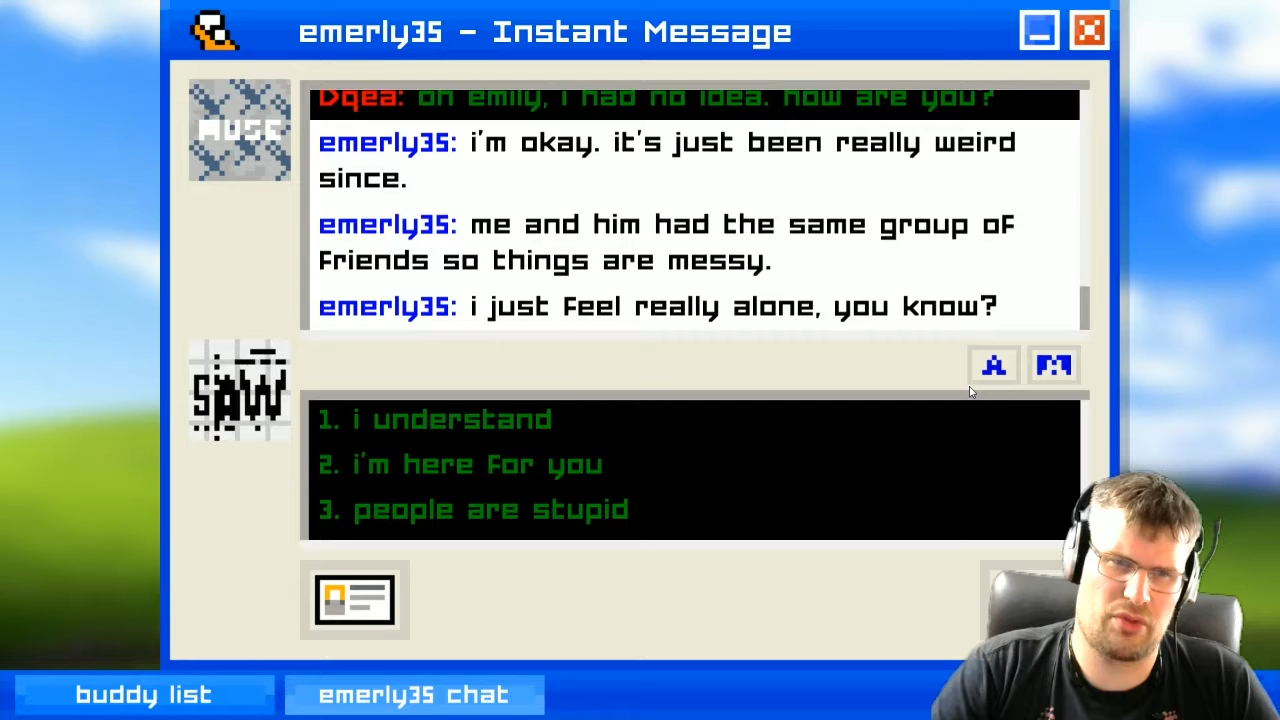 emerly35 - Instant Message
Dqea: oh emily, i had no idea. how are you?
MUSE
emerly35: i'm okay. it's just been really weird
since.
emerly35: me and him had the same group of
friends so things are messy.
emerly35: i just feel really alone, you know?
SAW
A
1. i understand
2. i'm here for you
3. people are stupid
buddy list
emerly35 chat